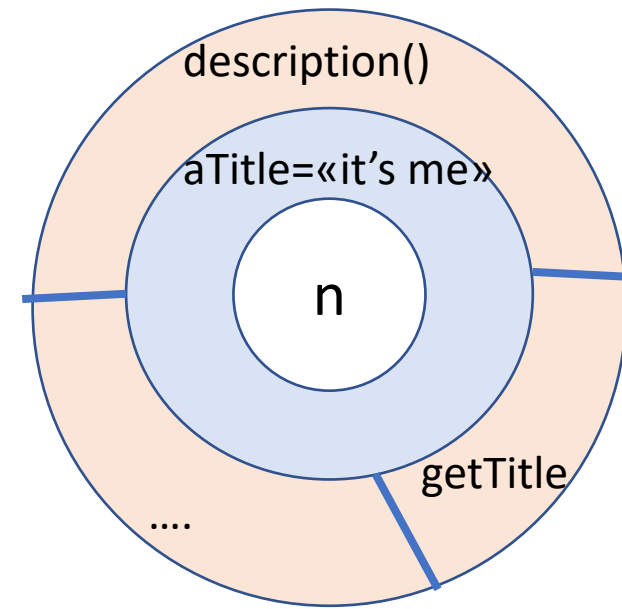 description()
aTitle=«it’s me»
n
getTitle
....